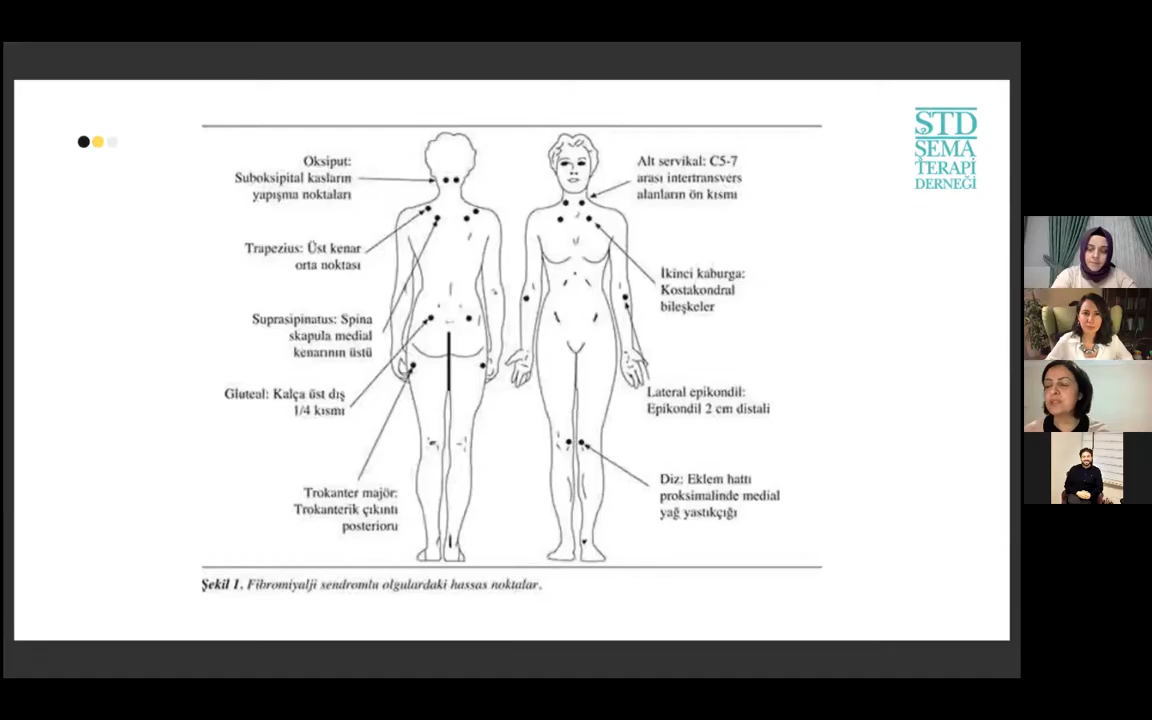 STD
ŞEMA
TERAPİ
DERNEĞİ
Oksiput:
Suboksipital kasların
yapışma noktaları
Trapezius: Üst kenar
orta noktası
Suprasipinatus: Spina
skapula medial
kenarının üstü
Gluteal: Kalça üst dış
1/4 kısmı
Trokanter majör:
Trokanterik çıkıntı
posterioru
Alt servikal: C5-7
arası intertransvers
alanların ön kısmı
İkinci kaburga:
Kostakondral
bileşkeler
Lateral epikondil:
Epikondil 2 cm distali
Diz: Eklem hattı
proksimalinde medial
yağ yastıkçığı
Şekil 1. Fibromiyalji sendromlu olgulardaki hassas noktalar.